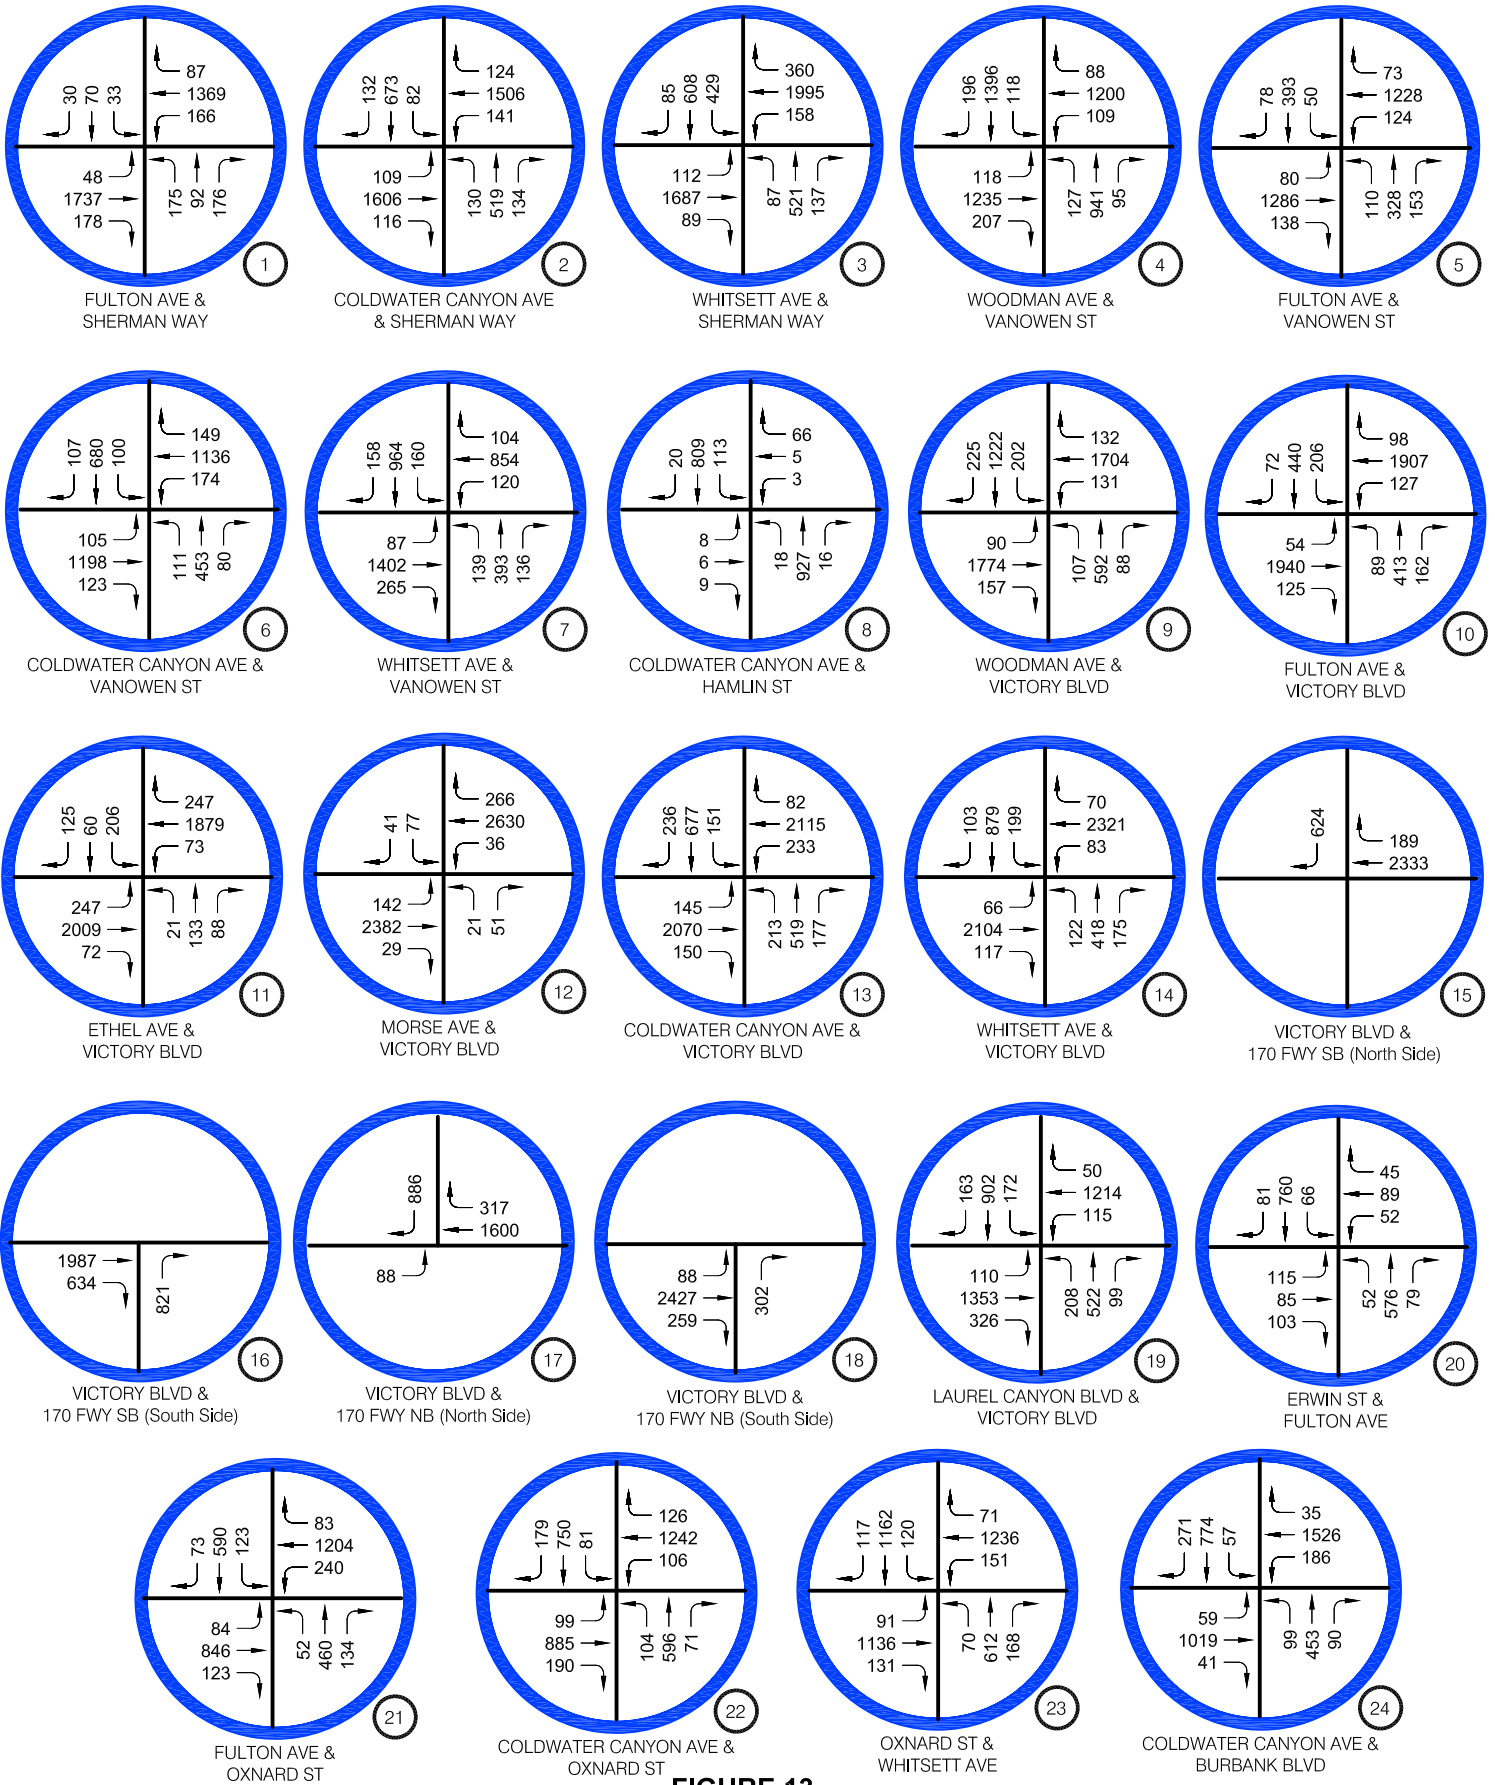 30 70 33
87
1369
166
48
1737
178
175 92 176
1
FULTON AVE &
SHERMAN WAY
132 673 82
124
1506
141
109
1606
116
130 519 134
2
COLDWATER CANYON AVE
& SHERMAN WAY
85 608 429
360
1995
158
112
1687
89
87 521 137
3
WHITSETT AVE &
SHERMAN WAY
196 1396 118
88
1200
109
118
1235
207
127 941 95
4
WOODMAN AVE &
VANOWEN ST
78 393 50
73
1228
124
80
1286
138
110 328 153
5
FULTON AVE &
VANOWEN ST
107 680 100
149
1136
174
105
1198
123
111 453 80
6
COLDWATER CANYON AVE &
VANOWEN ST
158 964 160
104
854
120
87
1402
265
139 393 136
7
WHITSETT AVE &
VANOWEN ST
20 809 113
66
5
3
8
6
9
18 927 16
8
COLDWATER CANYON AVE &
HAMLIN ST
225 1222 202
132
1704
131
90
1774
157
107 592 88
9
WOODMAN AVE &
VICTORY BLVD
72 440 206
98
1907
127
54
1940
125
89 413 162
10
FULTON AVE &
VICTORY BLVD
125 60 206
247
1879
73
247
2009
72
21 133 88
11
ETHEL AVE &
VICTORY BLVD
41 77
266
2630
36
142
2382
29
21 51
12
MORSE AVE &
VICTORY BLVD
236 677 151
82
2115
233
145
2070
150
213 519 177
13
COLDWATER CANYON AVE &
VICTORY BLVD
103 879 199
70
2321
83
66
2104
117
122 418 175
14
WHITSETT AVE &
VICTORY BLVD
624
189
2333
15
VICTORY BLVD &
170 FWY SB (North Side)
1987
634
821
16
VICTORY BLVD &
170 FWY SB (South Side)
886
317
1600
88
17
VICTORY BLVD &
170 FWY NB (North Side)
88
2427
259
302
18
VICTORY BLVD &
170 FWY NB (South Side)
163 902 172
50
1214
115
110
1353
326
208 522 99
19
LAUREL CANYON BLVD &
VICTORY BLVD
81 760 66
45
89
52
115
85
103
52 576 79
20
ERWIN ST &
FULTON AVE
73 590 123
83
1204
240
84
846
123
52 460 134
21
FULTON AVE &
OXNARD ST
179 750 81
126
1242
106
99
885
190
104 596 71
22
COLDWATER CANYON AVE &
OXNARD ST
117 1162 120
71
1236
151
91
1136
131
70 612 168
23
OXNARD ST &
WHITSETT AVE
271 774 57
35
1526
186
59
1019
41
99 453 90
24
COLDWATER CANYON AVE &
BURBANK BLVD
FIGURE 13